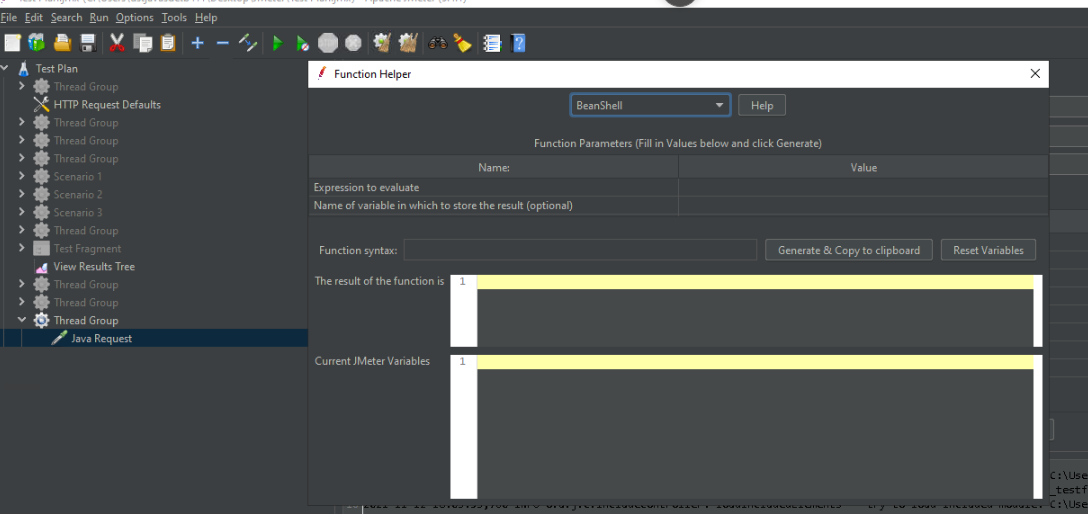 File Edit Search Run Options Tools Help
Test Plan
Thread Group
HTTP Request Defaults
Thread Group
Thread Group
Thread Group
Scenario 1
Scenario 2
Scenario 3
Thread Group
Test Fragment
View Results Tree
Thread Group
Thread Group
Thread Group
Java Request
Function Helper
BeanShell
Help
Function Parameters (Fill in Values below and click Generate)
Name: Value
Expression to evaluate
Name of variable in which to store the result (optional)
Function syntax: Generate & Copy to clipboard Reset Variables
The result of the function is 1
Current JMeter Variables 1
C:\Use
_testf